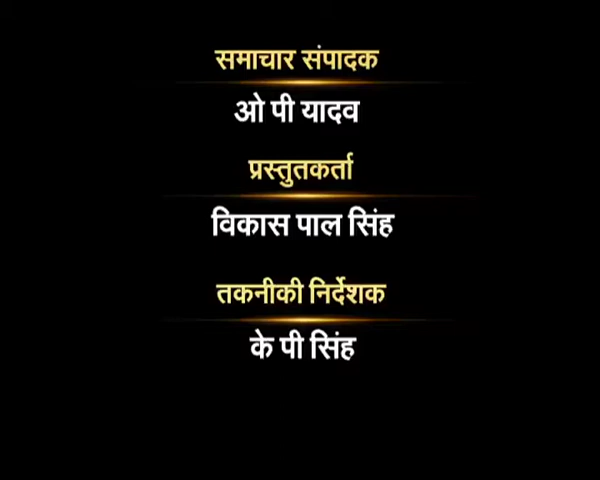 समाचार संपादक
ओ पी यादव
प्रस्तुतकर्ता
विकास पाल सिंह
तकनीकी निर्देशक
के पी सिंह